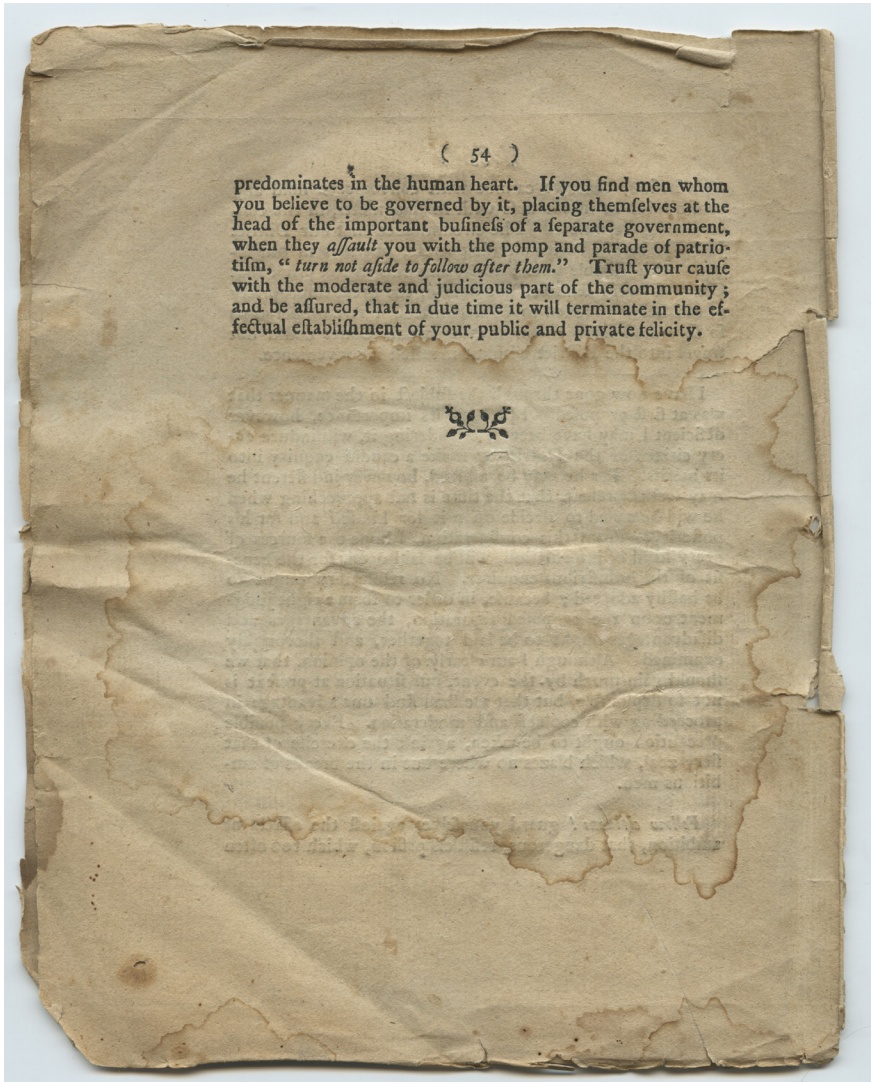 ( 54 )
predominates in the human heart. If you find men whom
you believe to be governed by it, placing themſelves at the
head of the important buſineſs of a ſeparate government,
when they aſſault you with the pomp and parade of patrio-
tiſm, “ turn not aſide to follow after them.” Truſt your cauſe
with the moderate and judicious part of the community ;
and be aſſured, that in due time it will terminate in the ef-
fectual eſtabliſhment of your public and private felicity.